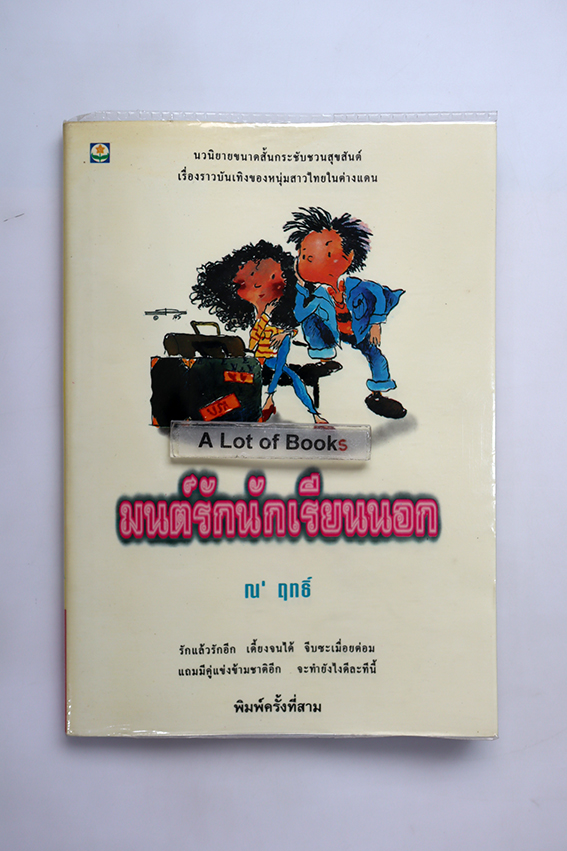 นวนิยายขนาดสั้นกระชับชวนสุขสันต์
เรื่องราวบันเทิงของหนุ่มสาวไทยในต่างแดน
A Lot of Books
มนต์รักนักเรียนนอก
ณ' ฤทธิ์
รักแล้วรักอีก เดี้ยงจนได้ จีบซะเมื่อยต่อม
แถมมีคู่แข่งข้ามชาติอีก จะทำยังไงดีละทีนี้
พิมพ์ครั้งที่สาม